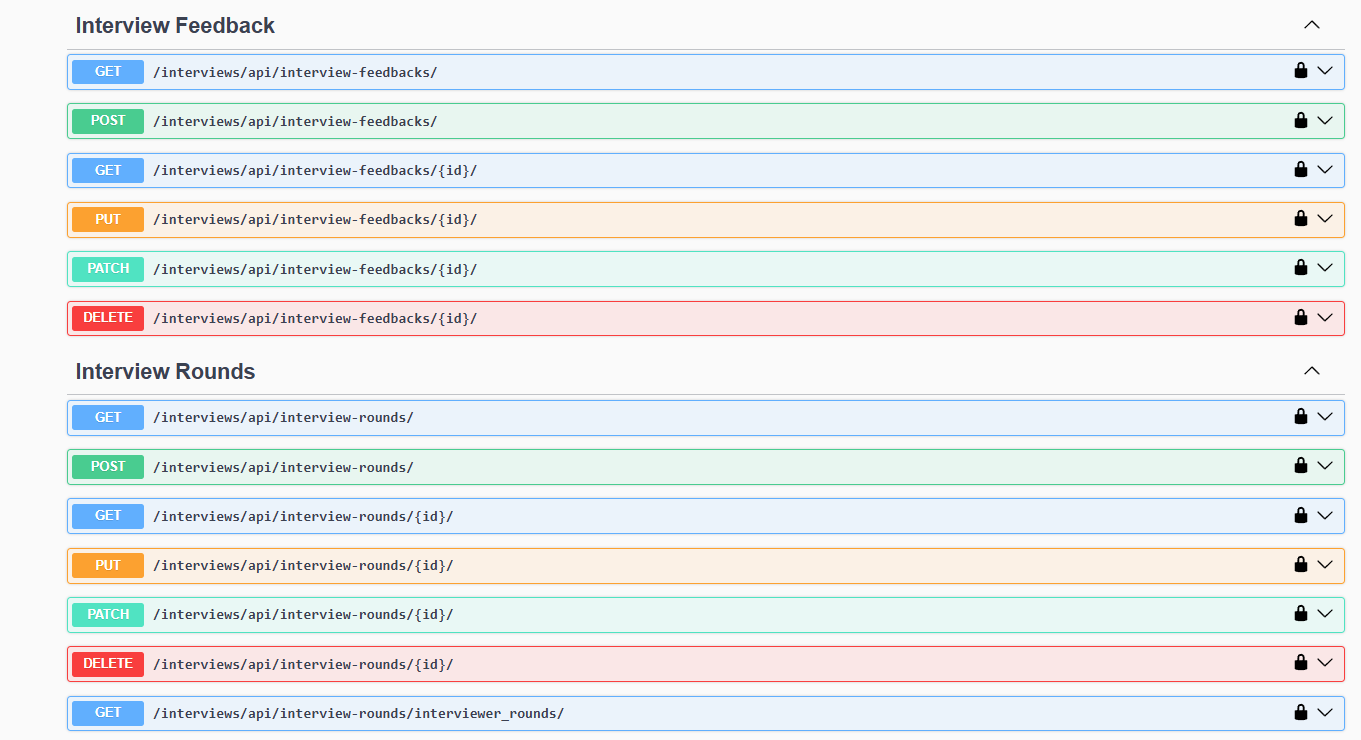 Interview Feedback
GET /interviews/api/interview-feedbacks/
POST /interviews/api/interview-feedbacks/
GET /interviews/api/interview-feedbacks/{id}/
PUT /interviews/api/interview-feedbacks/{id}/
PATCH /interviews/api/interview-feedbacks/{id}/
DELETE /interviews/api/interview-feedbacks/{id}/
Interview Rounds
GET /interviews/api/interview-rounds/
POST /interviews/api/interview-rounds/
GET /interviews/api/interview-rounds/{id}/
PUT /interviews/api/interview-rounds/{id}/
PATCH /interviews/api/interview-rounds/{id}/
DELETE /interviews/api/interview-rounds/{id}/
GET /interviews/api/interview-rounds/interviewer_rounds/